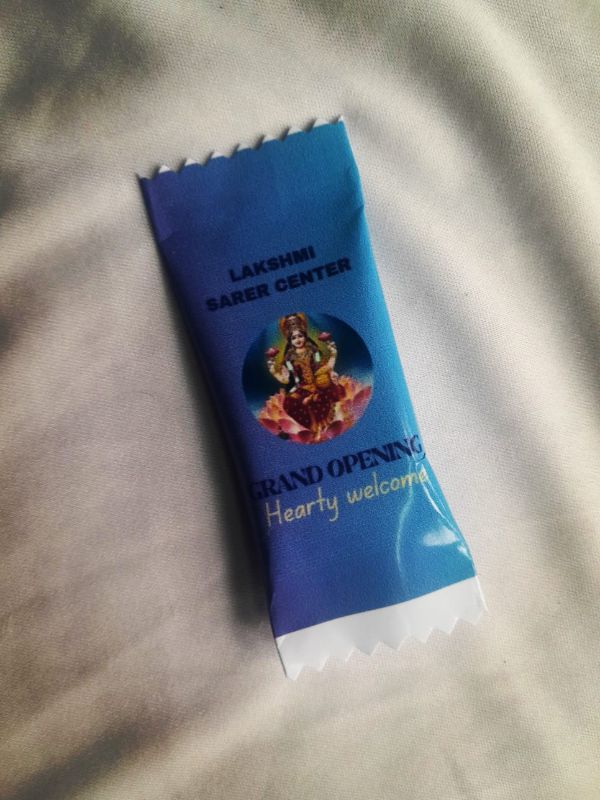 LAKSHMI
SARER CENTER
GRAND OPENING
Hearty welcome